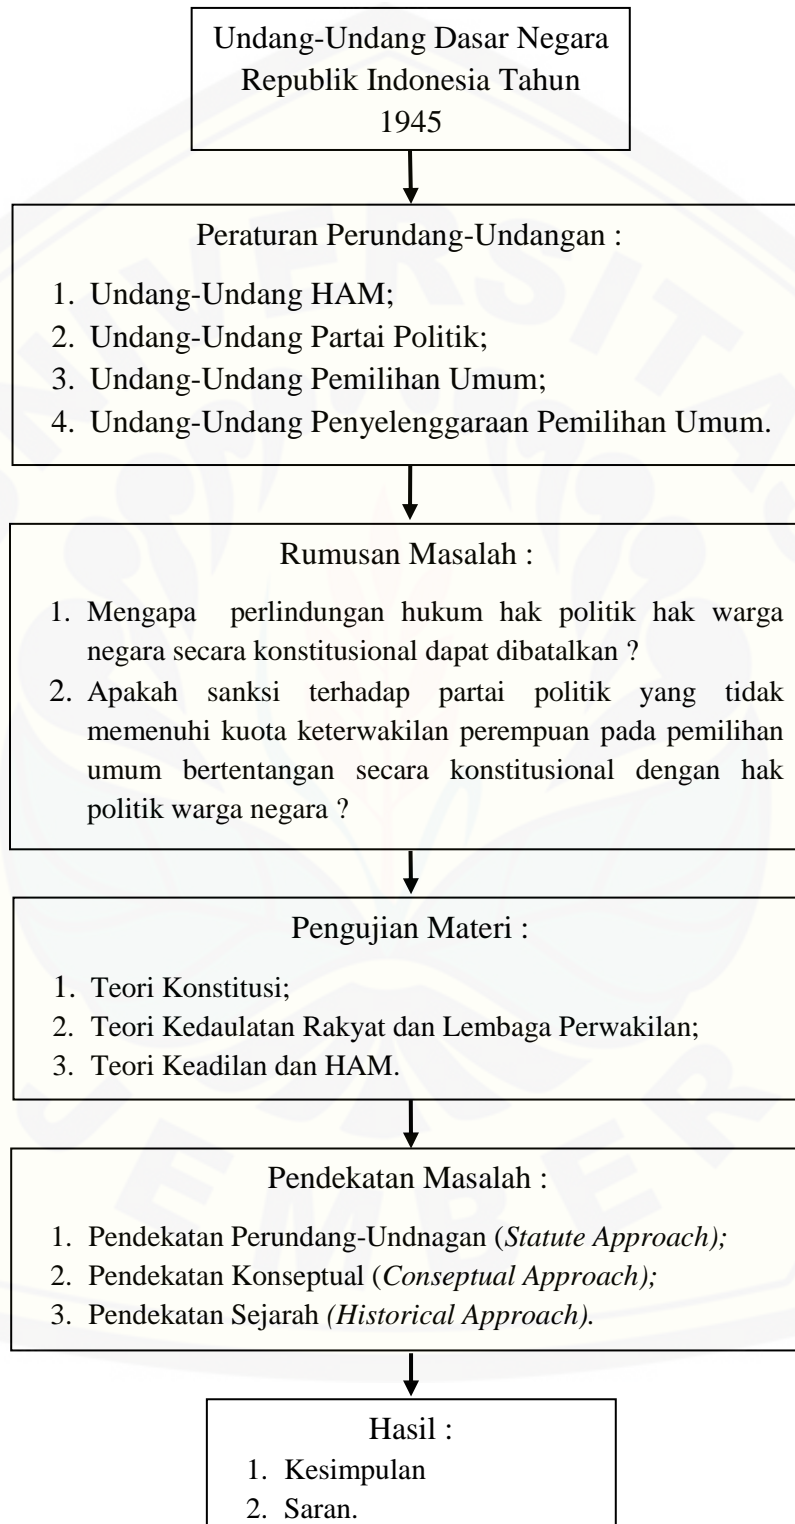 Undang-Undang Dasar Negara
Republik Indonesia Tahun
1945
Peraturan Perundang-Undangan :
1. Undang-Undang HAM;
2. Undang-Undang Partai Politik;
3. Undang-Undang Pemilihan Umum;
4. Undang-Undang Penyelenggaraan Pemilihan Umum.
Rumusan Masalah :
1. Mengapa perlindungan hukum hak politik hak warga
negara secara konstitusional dapat dibatalkan ?
2. Apakah sanksi terhadap partai politik yang tidak
memenuhi kuota keterwakilan perempuan pada pemilihan
umum bertentangan secara konstitusional dengan hak
politik warga negara ?
Pengujian Materi :
1. Teori Konstitusi;
2. Teori Kedaulatan Rakyat dan Lembaga Perwakilan;
3. Teori Keadilan dan HAM.
Pendekatan Masalah :
1. Pendekatan Perundang-Undnagan (Statute Approach);
2. Pendekatan Konseptual (Conseptual Approach);
3. Pendekatan Sejarah (Historical Approach).
Hasil :
1. Kesimpulan
2. Saran.
UNIVERSITAS
JEMBER